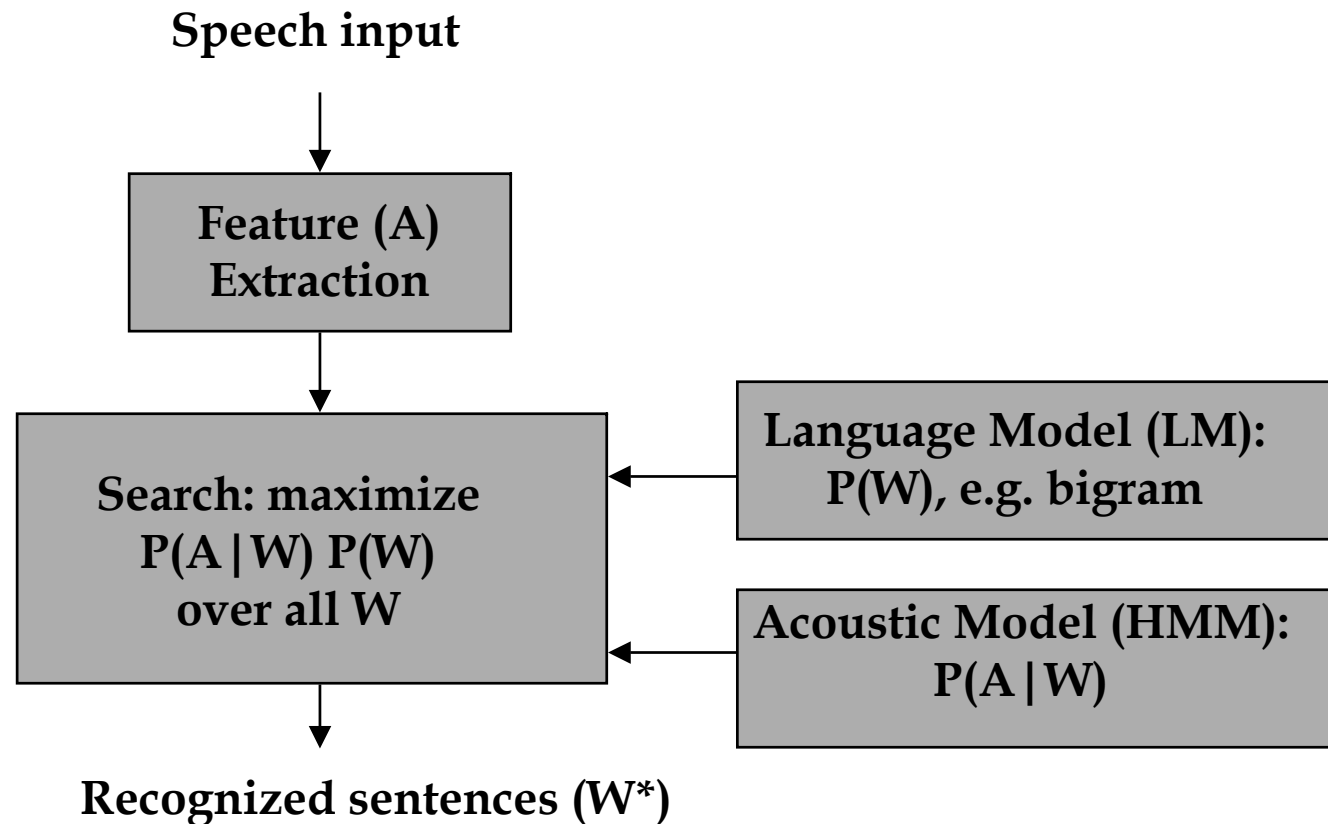 Speech input
Feature (A)
Extraction
Search: maximize
P(A|W) P(W)
over all W
Language Model (LM):
P(W), e.g. bigram
Acoustic Model (HMM):
P(A|W)
Recognized sentences (W*)